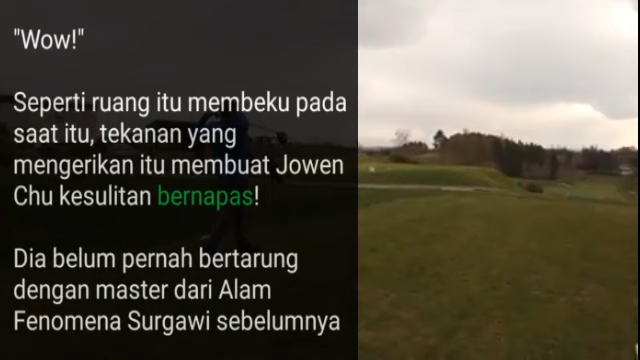 "Wow!"
Seperti ruang itu membeku pada
saat itu, tekanan yang
mengerikan itu membuat Jowen
Chu kesulitan bernapas!
Dia belum pernah bertarung
dengan master dari Alam
Fenomena Surgawi sebelumnya